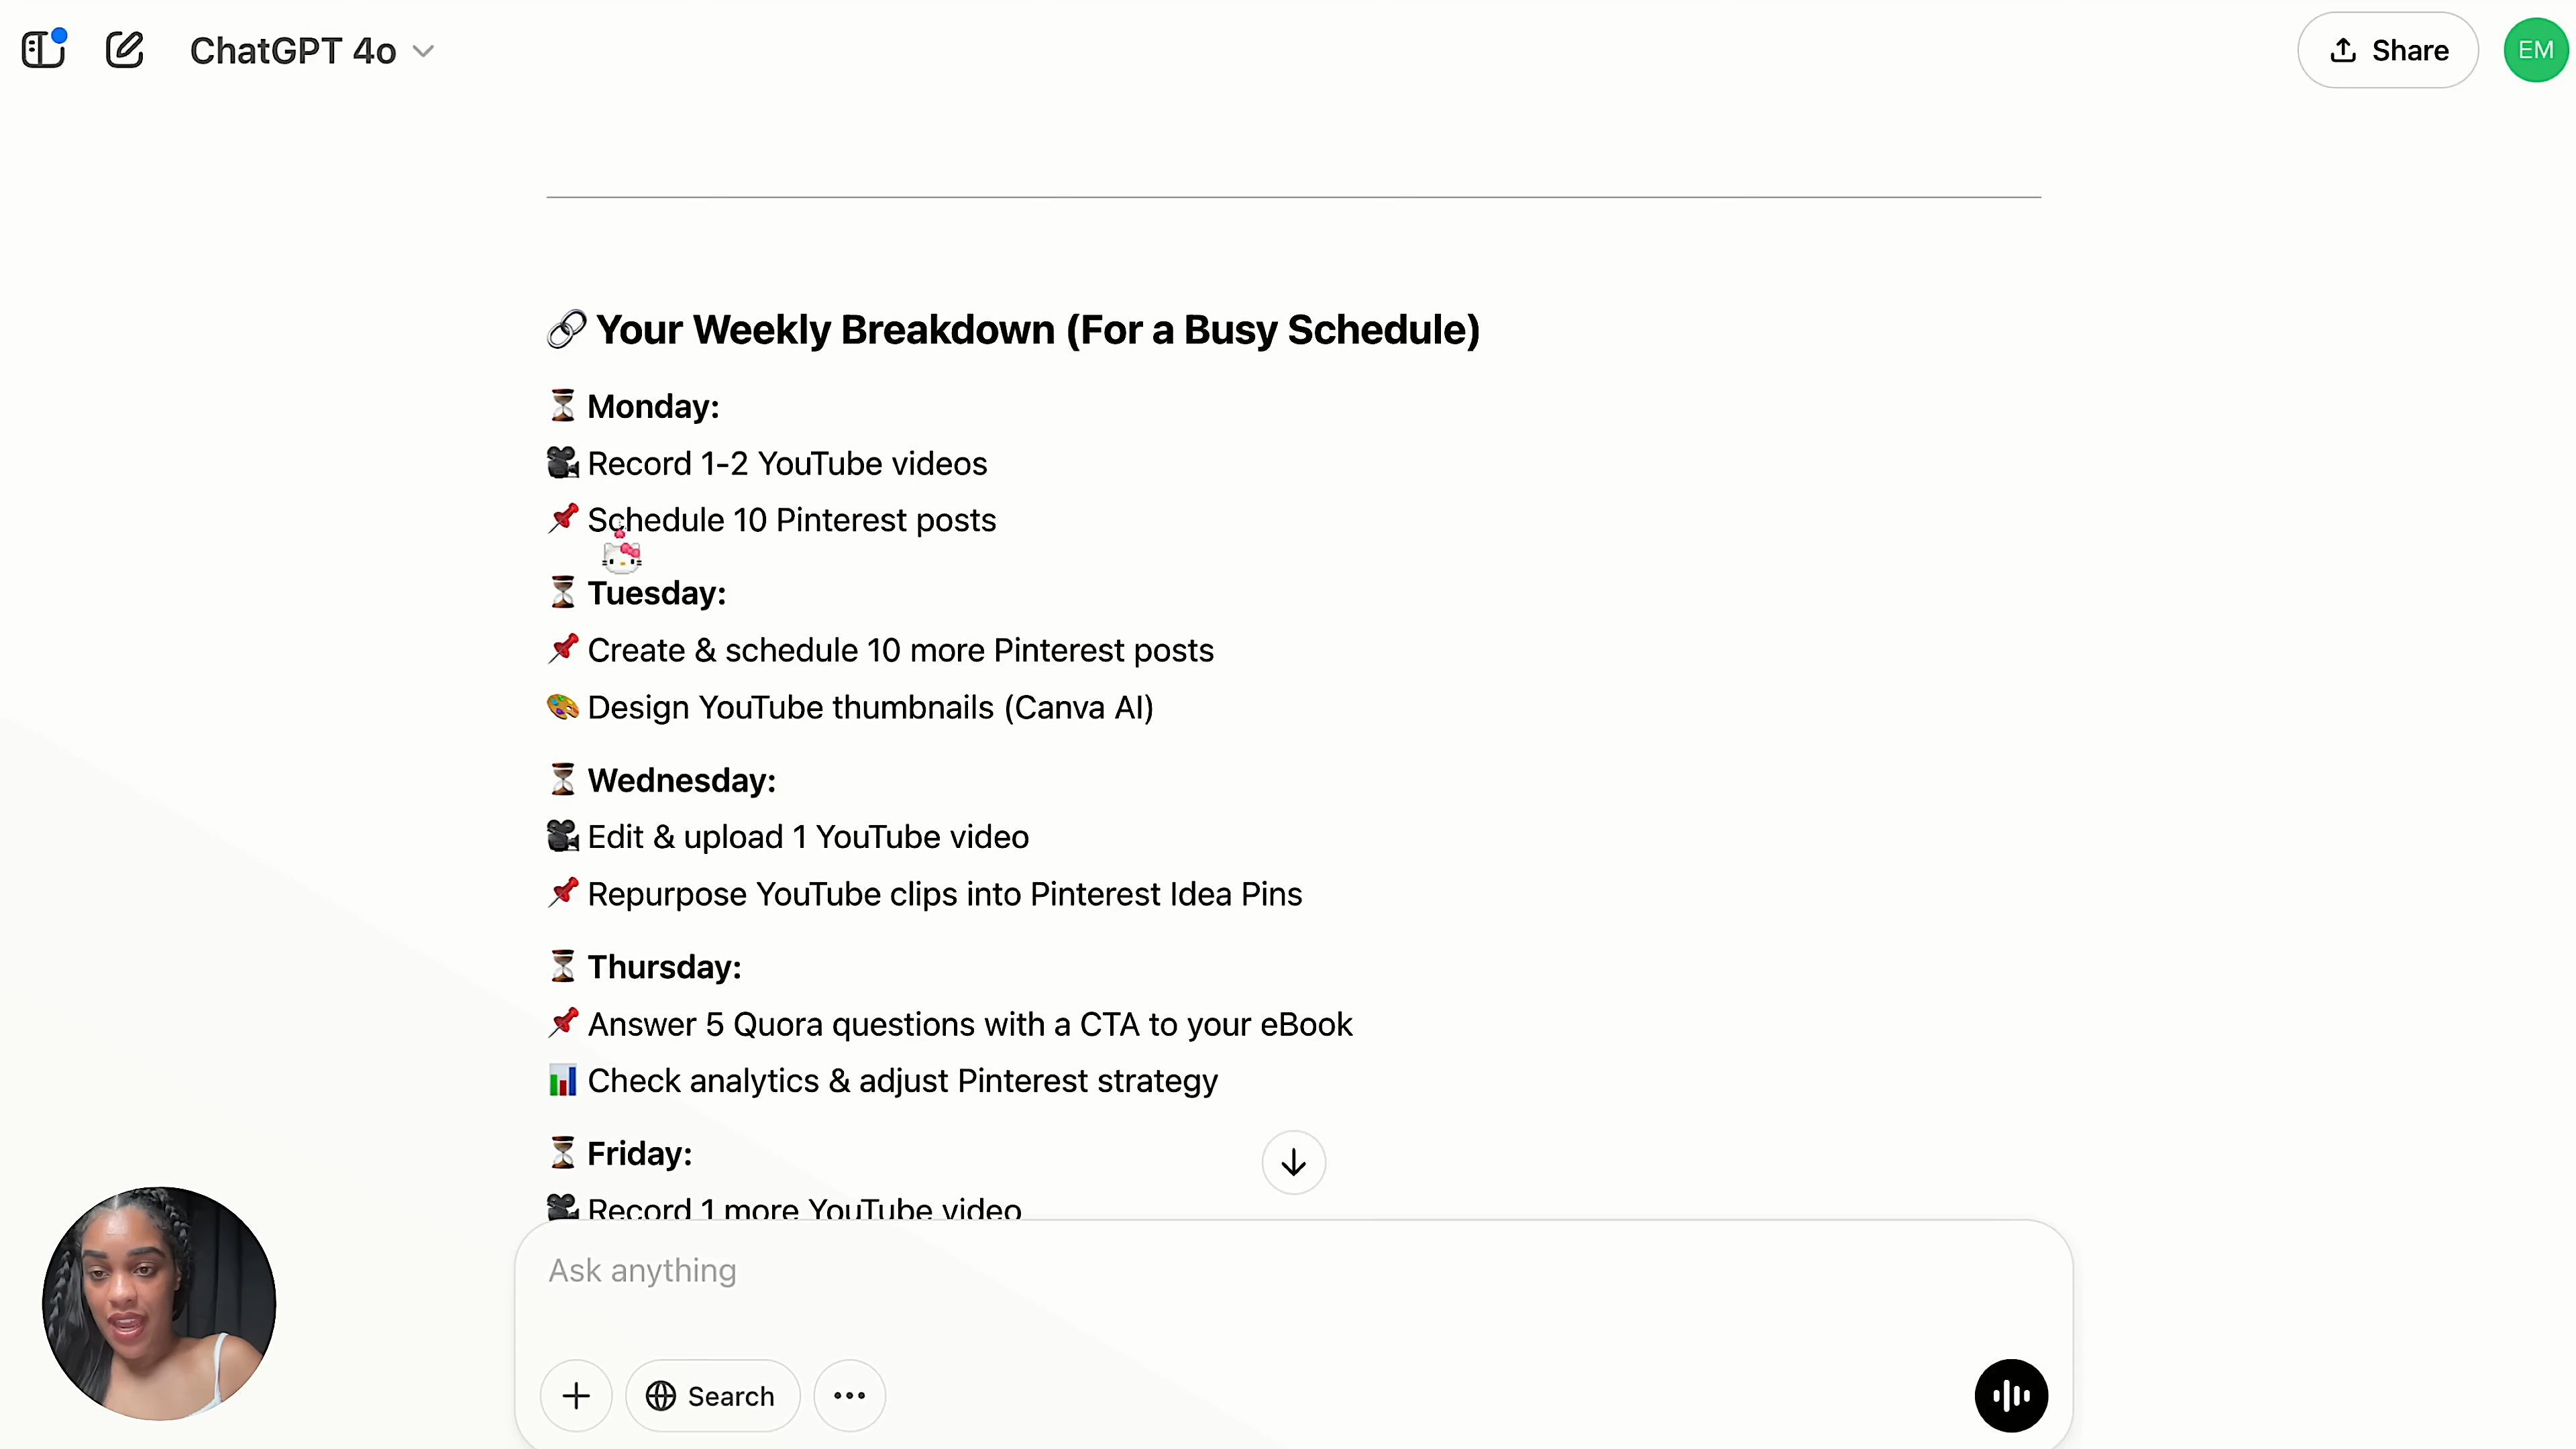 ChatGPT 4o
Share
EM
Your Weekly Breakdown (For a Busy Schedule)
Monday:
Record 1-2 YouTube videos
Schedule 10 Pinterest posts
Tuesday:
Create & schedule 10 more Pinterest posts
Design YouTube thumbnails (Canva AI)
Wednesday:
Edit & upload 1 YouTube video
Repurpose YouTube clips into Pinterest Idea Pins
Thursday:
Answer 5 Quora questions with a CTA to your eBook
Check analytics & adjust Pinterest strategy
Friday:
Record 1 more YouTube video
Ask anything
Search